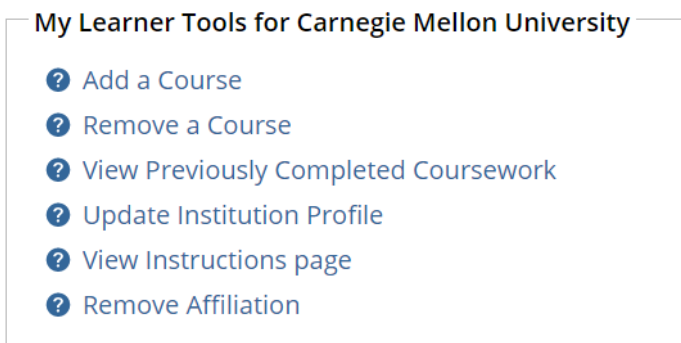 My Learner Tools for Carnegie Mellon University
? Add a Course
? Remove a Course
? View Previously Completed Coursework
? Update Institution Profile
? View Instructions page
? Remove Affiliation